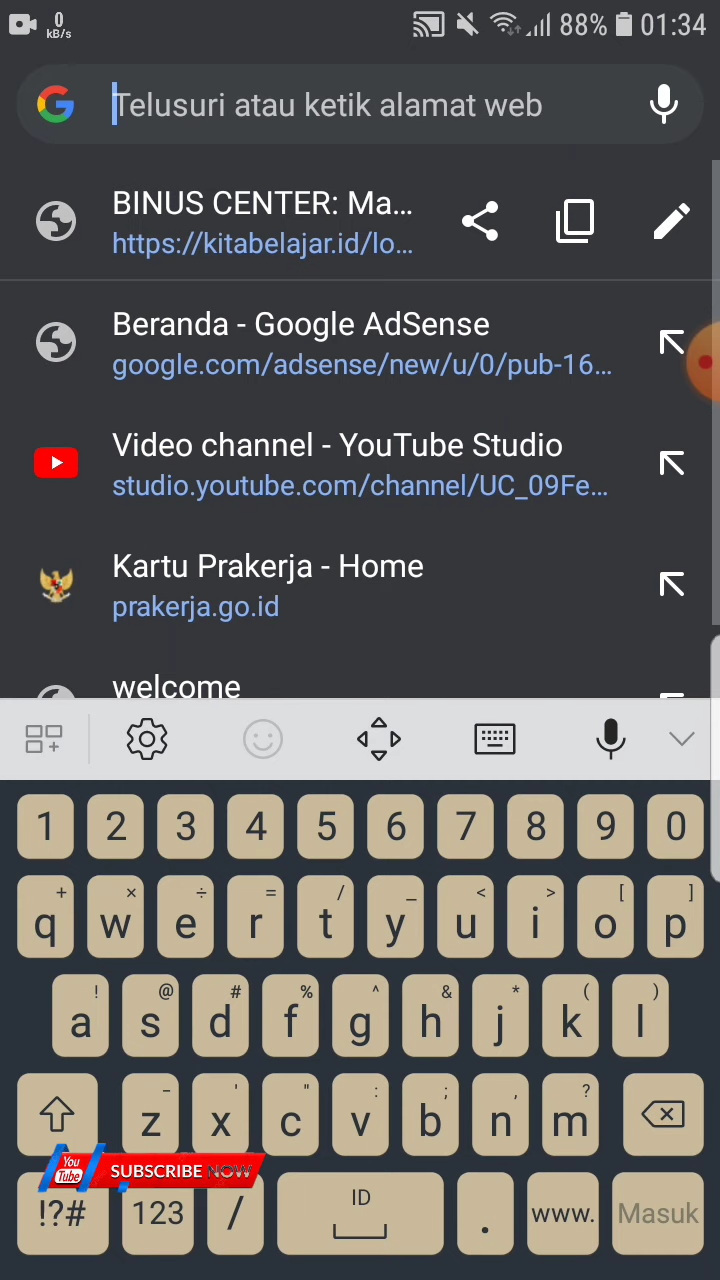 0
kB/s
88% 01:34
Telusuri atau ketik alamat web
BINUS CENTER: Ma...
https://kitabelajar.id/lo...
Beranda - Google AdSense
google.com/adsense/new/u/0/pub-16...
Video channel - YouTube Studio
studio.youtube.com/channel/UC_09Fe...
Kartu Prakerja - Home
prakerja.go.id
welcome
1 2 3 4 5 6 7 8 9 0
+ × ÷ = / _ < > [ ]
q w e r t y u i o p
! @ # % ^ & * ( )
a s d f g h j k l
- ' " : ; , ?
z x c v b n m
You
Tube
SUBSCRIBE NOW
!?# 123 / ID . www. Masuk